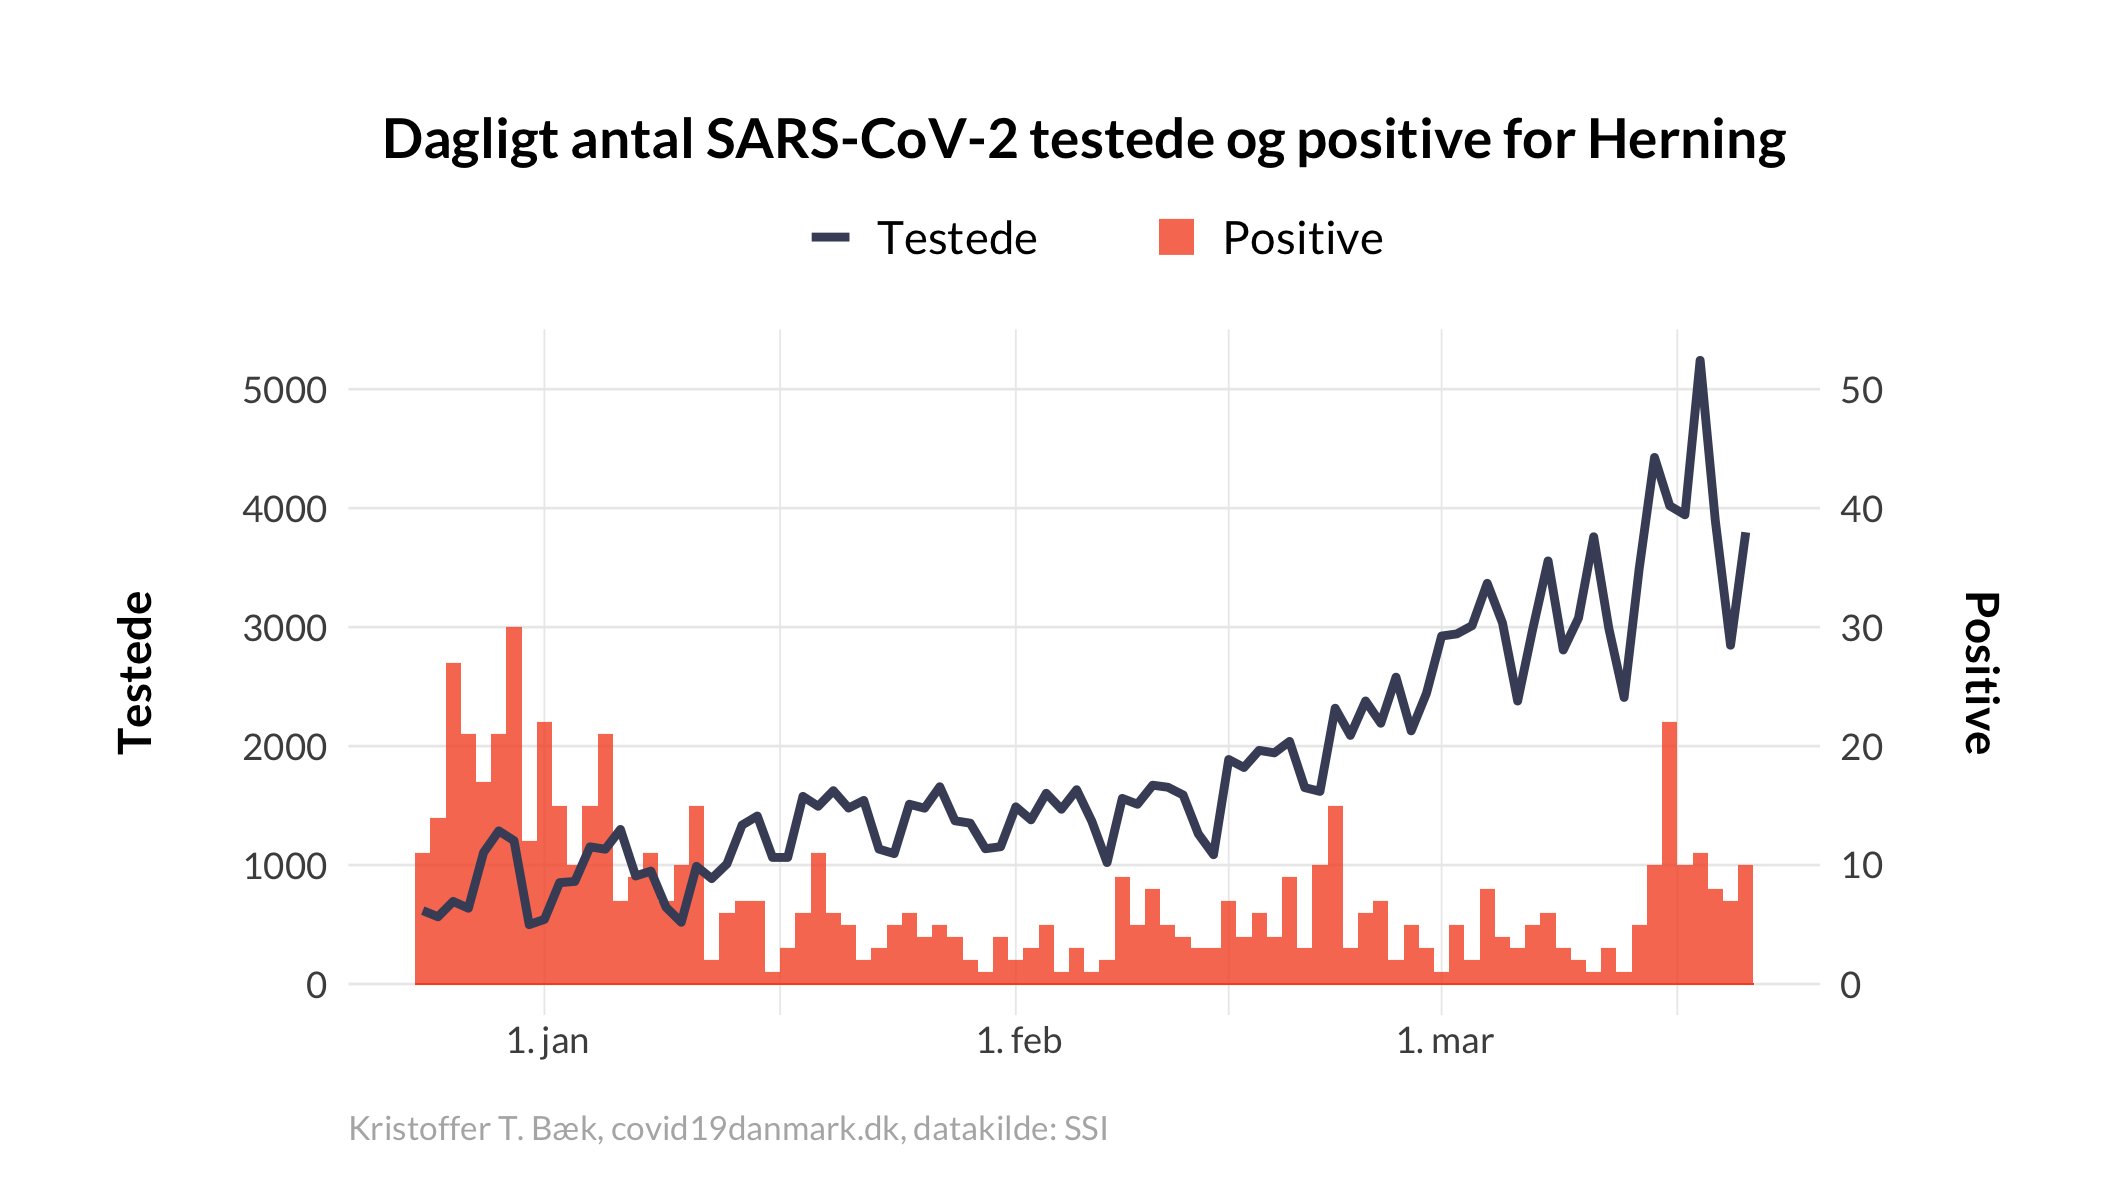 Dagligt antal SARS-CoV-2 testede og positive for Herning
Testede Positive
5000 50
4000 40
3000 30
2000 20
1000 10
0 0
Testede
Positive
1. jan 1. feb 1. mar
Kristoffer T. Bæk, covid19danmark.dk, datakilde: SSI